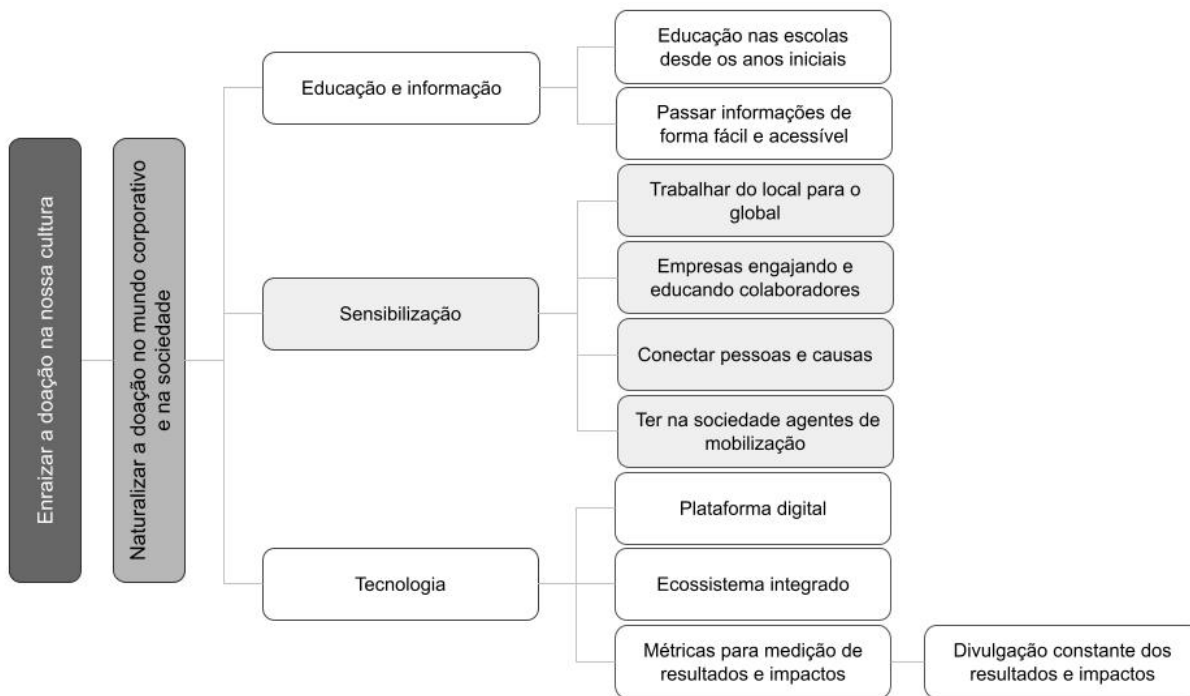 Enraizar a doação na nossa cultura
Naturalizar a doação no mundo corporativo
e na sociedade
Educação e informação
Educação nas escolas
desde os anos iniciais
Passar informações de
forma fácil e acessível
Sensibilização
Trabalhar do local para o
global
Empresas engajando e
educando colaboradores
Conectar pessoas e causas
Ter na sociedade agentes de
mobilização
Tecnologia
Plataforma digital
Ecossistema integrado
Métricas para medição de
resultados e impactos
Divulgação constante dos
resultados e impactos